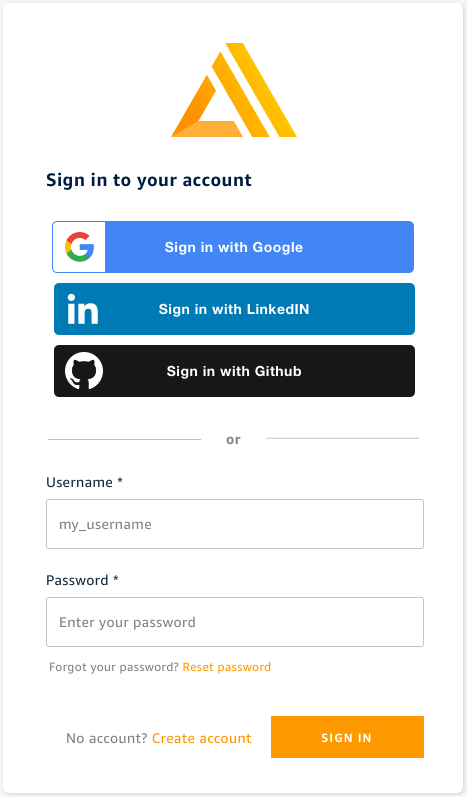 Sign in to your account
Sign in with Google
in
Sign in with LinkedIN
Sign in with Github
or
Username *
my_username
Password *
Enter your password
Forgot your password? Reset password
No account? Create account
SIGN IN